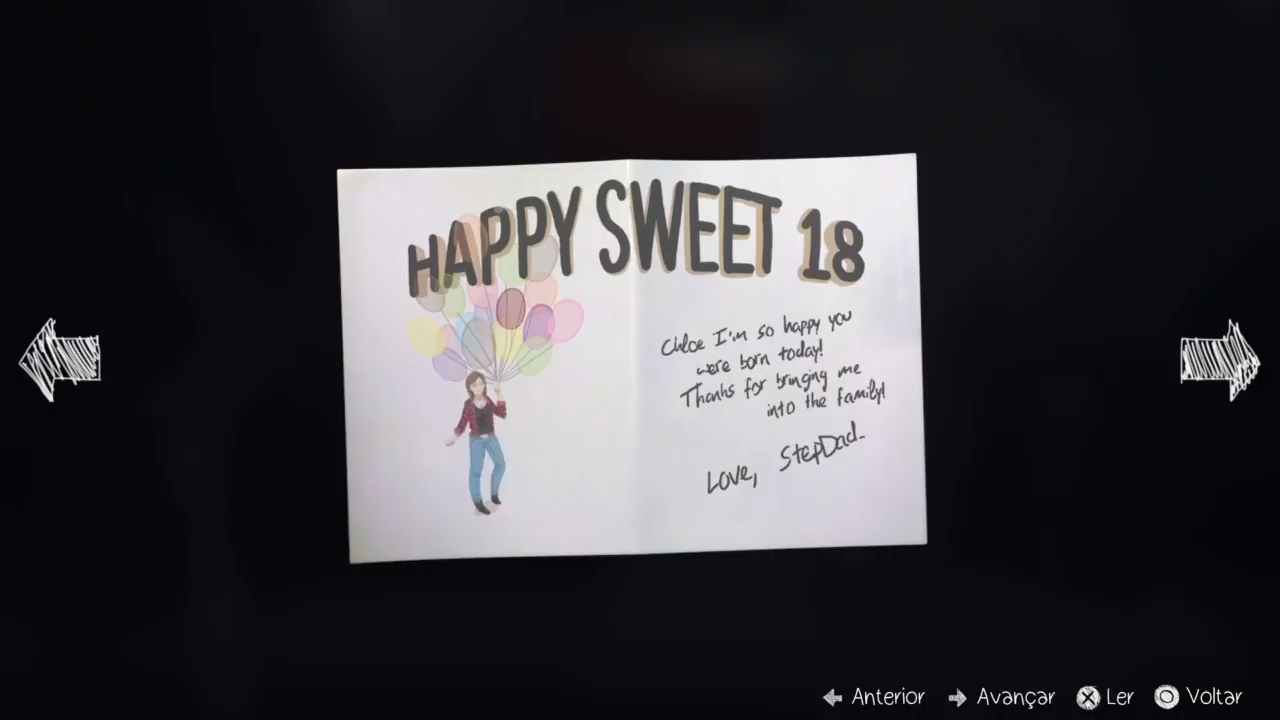 HAPPY SWEET 18
Chloe I'm so happy you
were born today!
Thanks for bringing me
into the family!
Love, StepDad-
Anterior Avançar Ler Voltar